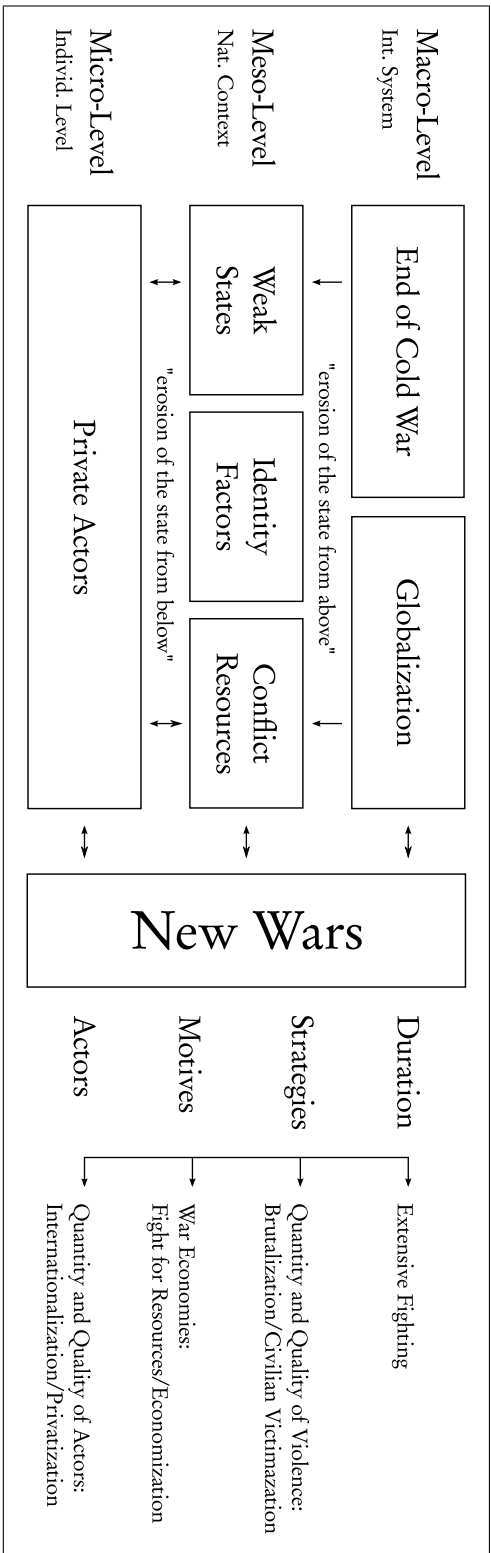 Macro-Level
Int. System
End of Cold War
Globalization
"erosion of the state from above"
Meso-Level
Nat. Context
Weak
States
Identity
Factors
Conflict
Resources
"erosion of the state from below"
Micro-Level
Individ. Level
Private Actors
New Wars
Duration
Extensive Fighting
Strategies
Quantity and Quality of Violence:
Brutalization/Civilian Victimazation
Motives
War Economies:
Fight for Resources/Economization
Actors
Quantity and Quality of Actors:
Internationalization/Privatization